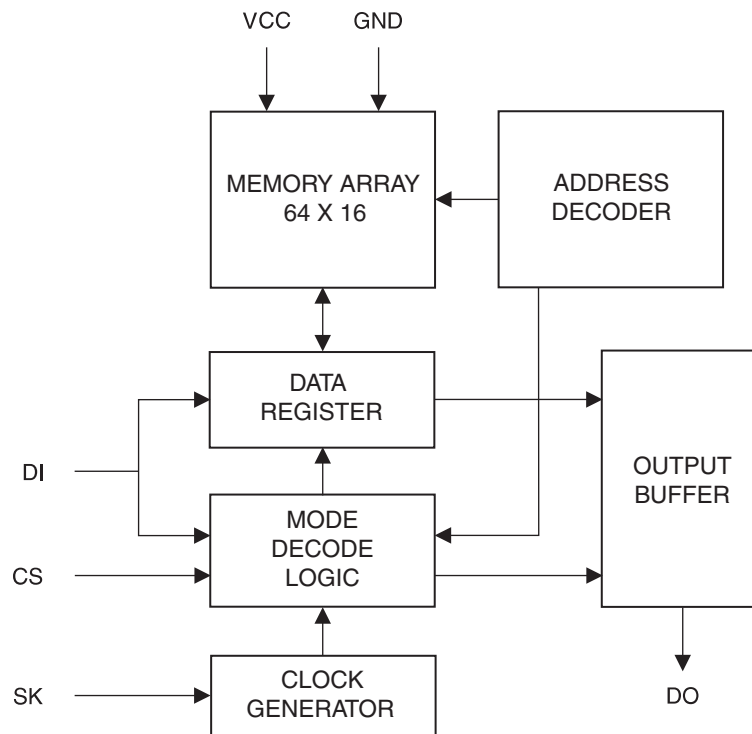 VCC
GND
MEMORY ARRAY
64 X 16
ADDRESS
DECODER
DATA
REGISTER
DI
OUTPUT
BUFFER
MODE
DECODE
LOGIC
CS
CLOCK
GENERATOR
SK
DO